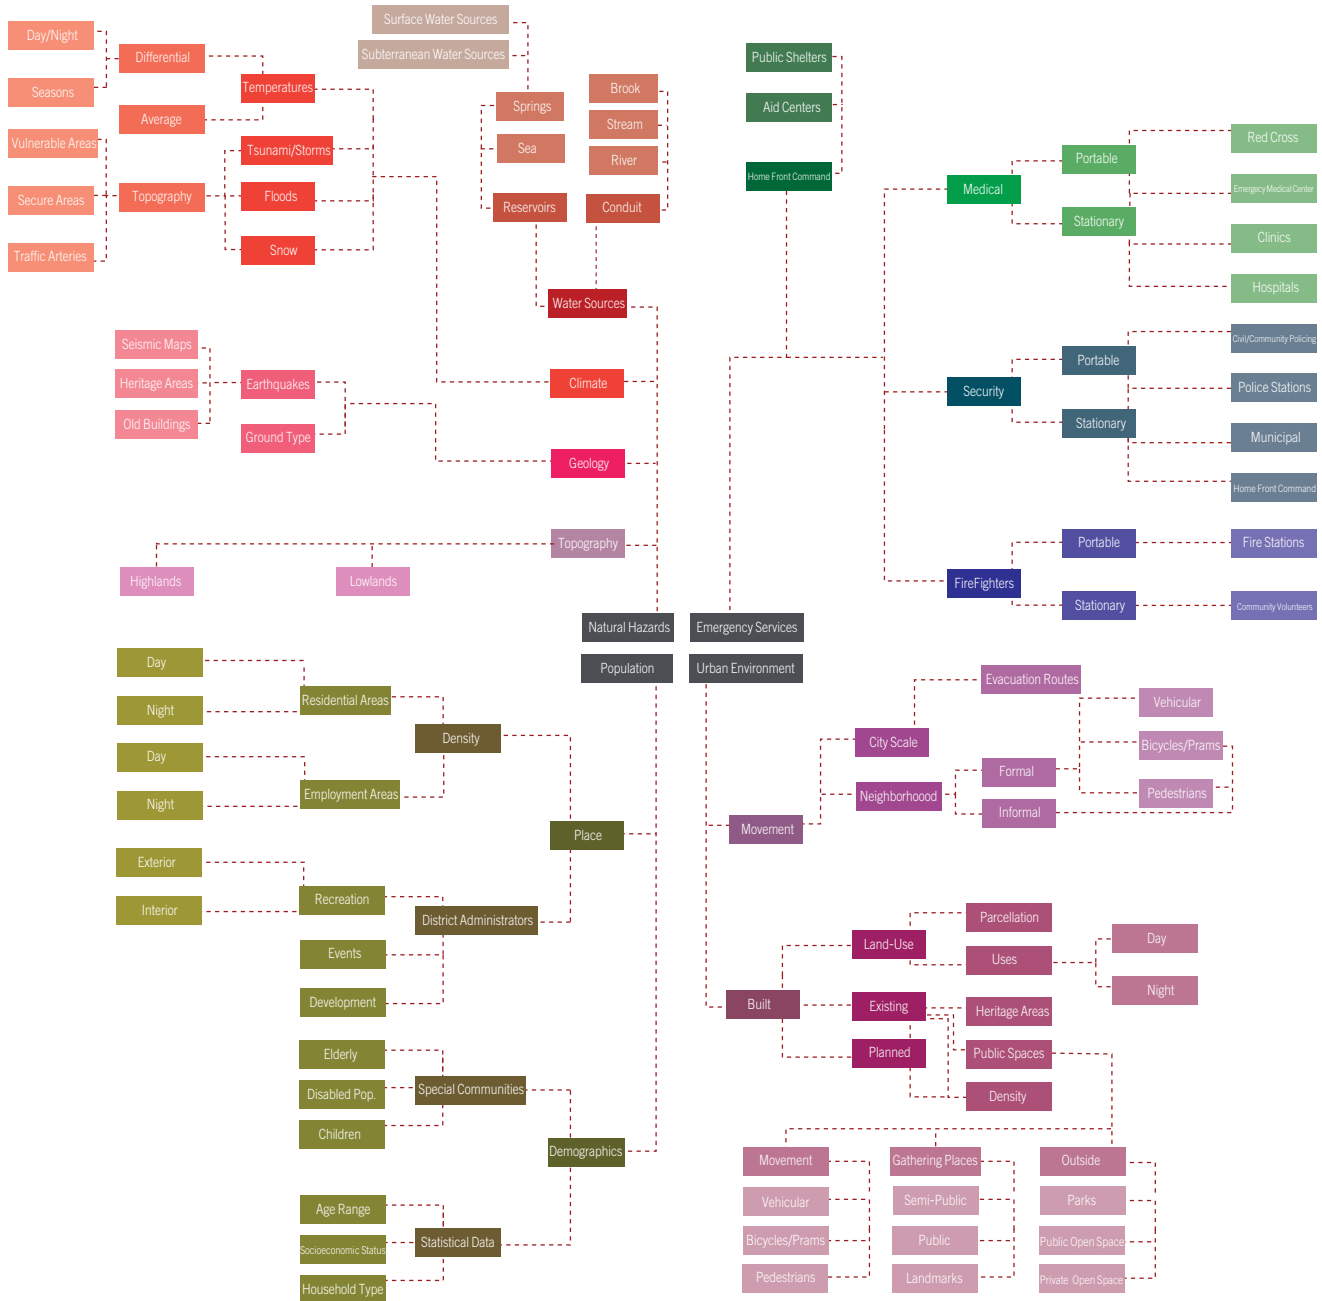 Surface Water Sources
Subterranean Water Sources
Day/Night
Differential
Seasons
Temperatures
Average
Vulnerable Areas
Tsunami/Storms
Secure Areas
Topography
Floods
Traffic Arteries
Snow
Springs
Sea
Reservoirs
Brook
Stream
River
Conduit
Water Sources
Seismic Maps
Heritage Areas
Old Buildings
Earthquakes
Ground Type
Climate
Geology
Topography
Highlands
Lowlands
Natural Hazards
Public Shelters
Aid Centers
Home Front Command
Medical
Portable
Stationary
Red Cross
Emergecy Medical Center
Clinics
Hospitals
Security
Portable
Stationary
Civil/Community Policing
Police Stations
Municipal
Home Front Command
FireFighters
Portable
Stationary
Fire Stations
Community Volunteers
Emergency Services
Population
Day
Night
Residential Areas
Day
Night
Employment Areas
Density
Place
Exterior
Interior
Recreation
District Administrators
Events
Development
Elderly
Disabled Pop.
Children
Special Communities
Demographics
Age Range
Socioeconomic Status
Household Type
Statistical Data
Urban Environment
Evacuation Routes
City Scale
Vehicular
Bicycles/Prams
Pedestrians
Formal
Neighborhoood
Informal
Movement
Parcellation
Land-Use
Uses
Day
Night
Built
Existing
Heritage Areas
Planned
Public Spaces
Density
Movement
Vehicular
Bicycles/Prams
Pedestrians
Gathering Places
Semi-Public
Public
Landmarks
Outside
Parks
Public Open Space
Private Open Space